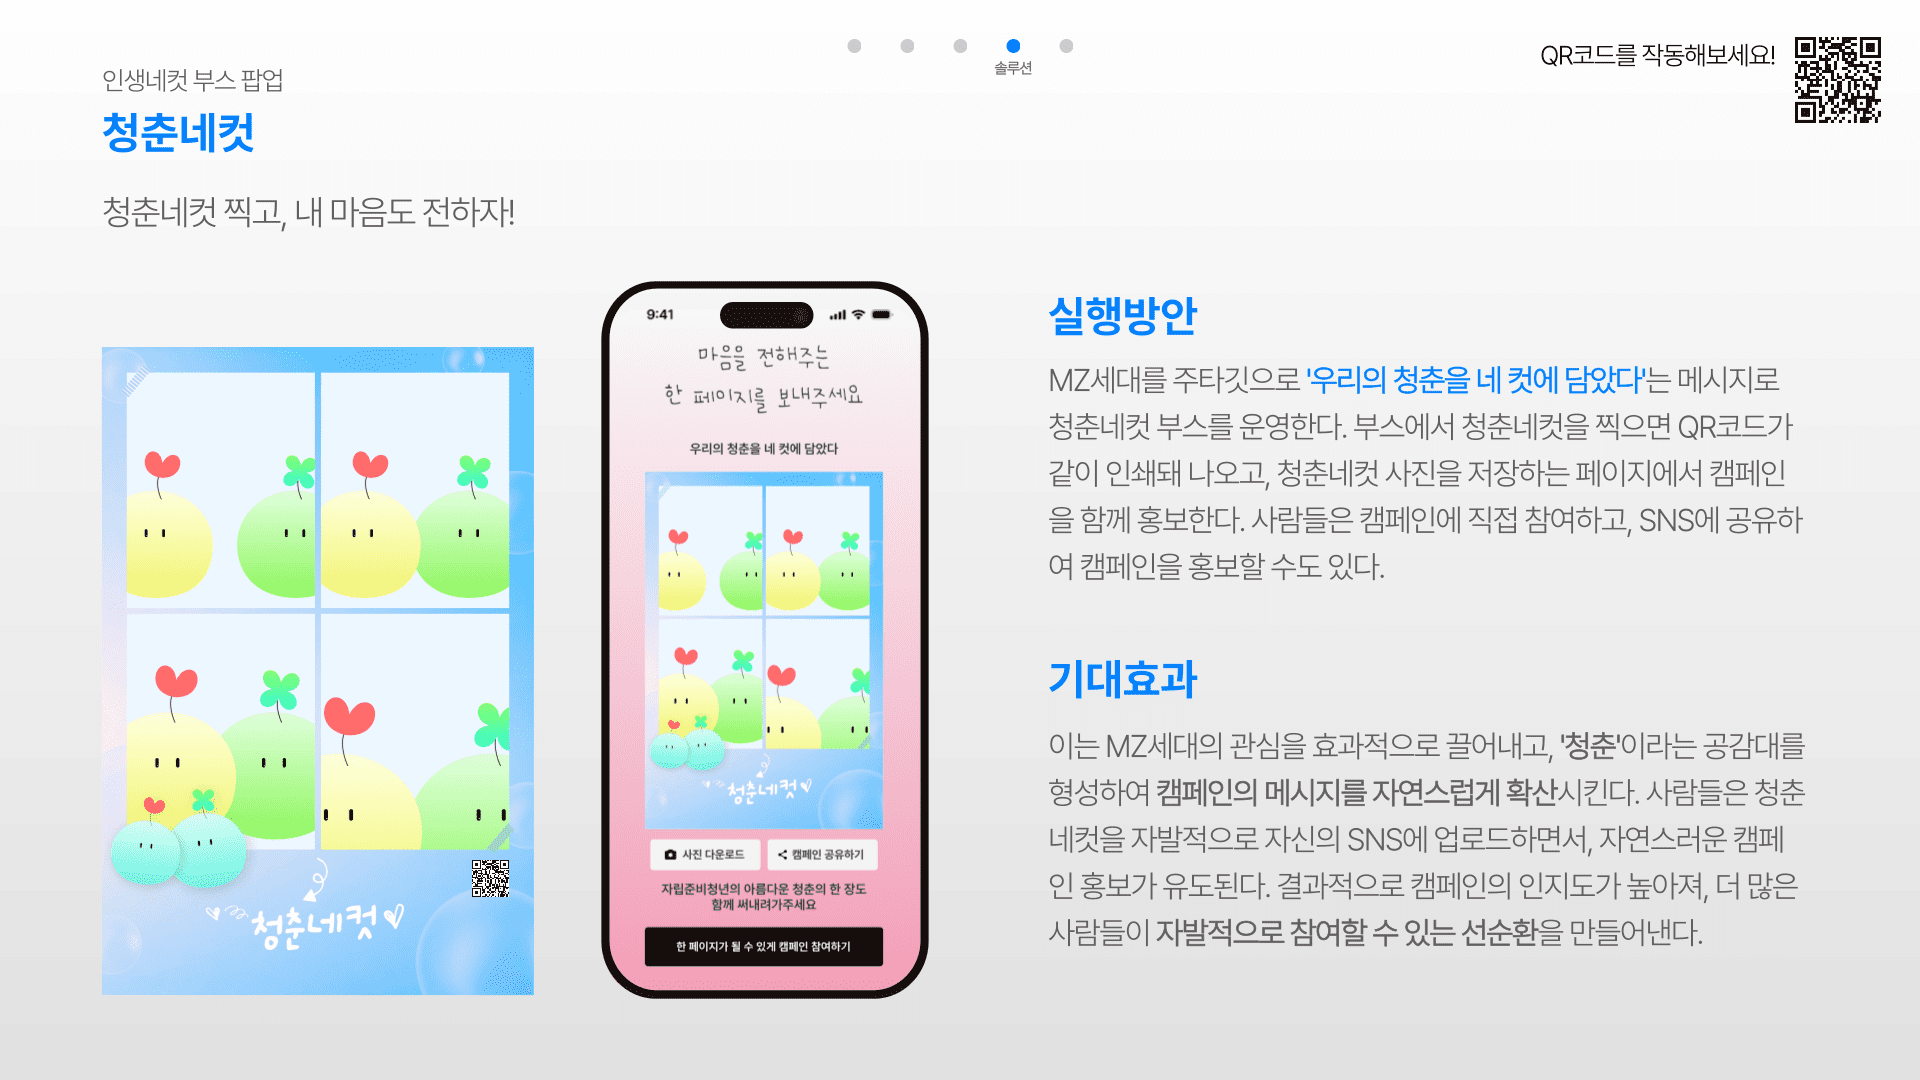 솔루션
QR코드를 작동해보세요!
인생네컷 부스 팝업
청춘네컷
청춘네컷 찍고, 내 마음도 전하자!
청춘네컷
9:41
마음을 전해주는
한 페이지를 보내주세요
우리의 청춘을 네 컷에 담았다
청춘네컷
사진 다운로드
캠페인 공유하기
자립준비청년의 아름다운 청춘의 한 장도
함께 써내려가주세요
한 페이지가 될 수 있게 캠페인 참여하기
실행방안
MZ세대를 주타깃으로 '우리의 청춘을 네 컷에 담았다'는 메시지로
청춘네컷 부스를 운영한다. 부스에서 청춘네컷을 찍으면 QR코드가
같이 인쇄돼 나오고, 청춘네컷 사진을 저장하는 페이지에서 캠페인
을 함께 홍보한다. 사람들은 캠페인에 직접 참여하고, SNS에 공유하
여 캠페인을 홍보할 수도 있다.
기대효과
이는 MZ세대의 관심을 효과적으로 끌어내고, '청춘'이라는 공감대를
형성하여 캠페인의 메시지를 자연스럽게 확산시킨다. 사람들은 청춘
네컷을 자발적으로 자신의 SNS에 업로드하면서, 자연스러운 캠페
인 홍보가 유도된다. 결과적으로 캠페인의 인지도가 높아져, 더 많은
사람들이 자발적으로 참여할 수 있는 선순환을 만들어낸다.